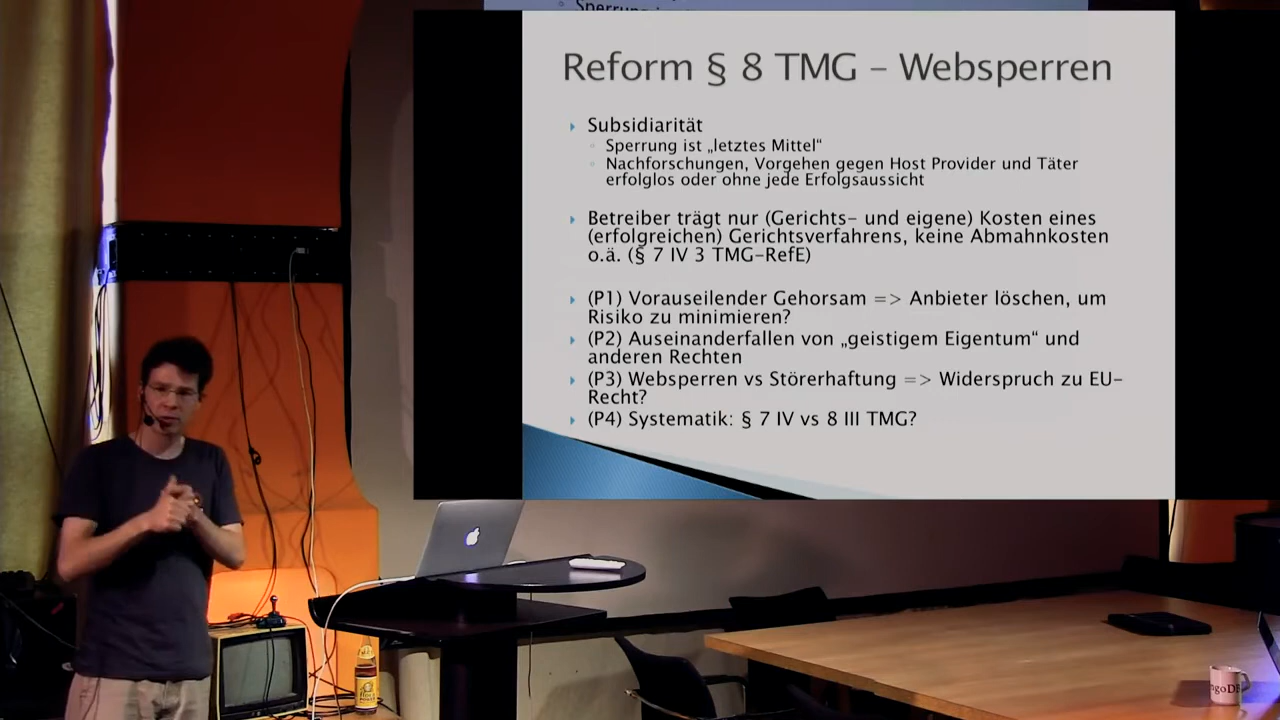 Sperrung
Reform § 8 TMG – Websperren
Subsidiarität
Sperrung ist „letztes Mittel“
Nachforschungen, Vorgehen gegen Host Provider und Täter
erfolglos oder ohne jede Erfolgsaussicht
Betreiber trägt nur (Gerichts- und eigene) Kosten eines
(erfolgreichen) Gerichtsverfahrens, keine Abmahnkosten
o.ä. (§ 7 IV 3 TMG-RefE)
(P1) Vorauseilender Gehorsam => Anbieter löschen, um
Risiko zu minimieren?
(P2) Auseinanderfallen von „geistigem Eigentum“ und
anderen Rechten
(P3) Websperren vs Störerhaftung => Widerspruch zu EU-
Recht?
(P4) Systematik: § 7 IV vs 8 III TMG?